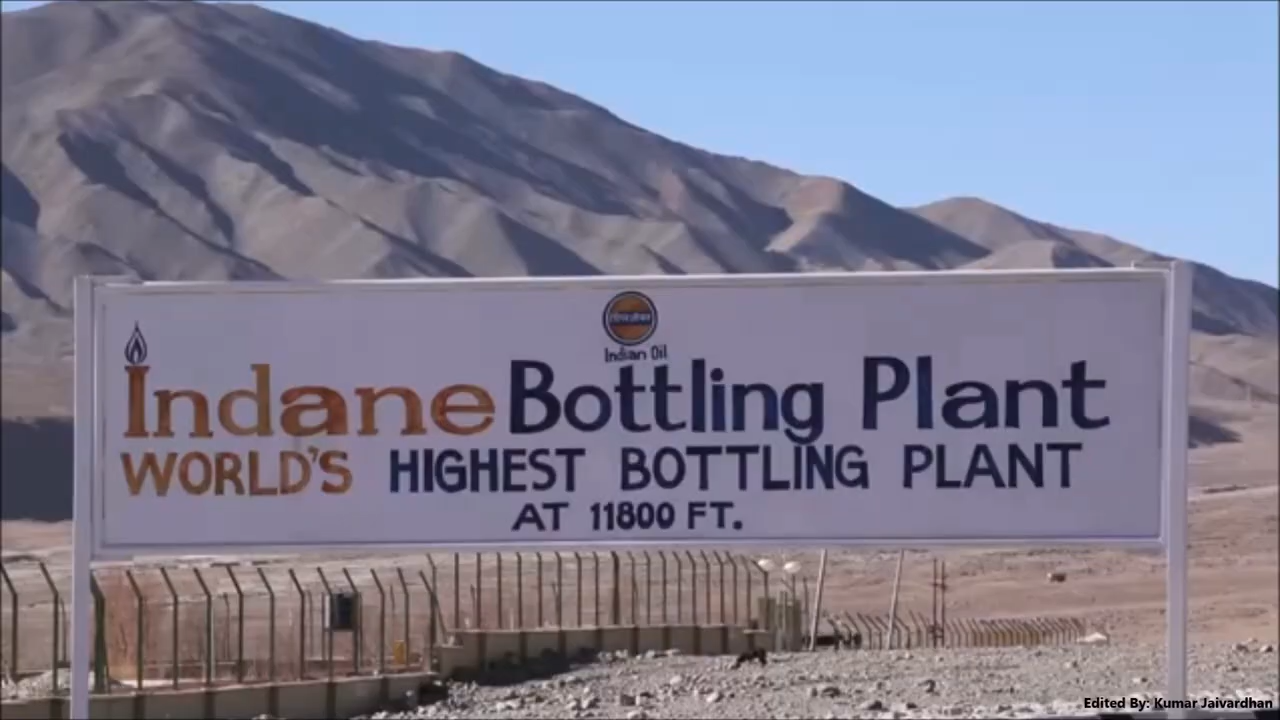 Indian Oil
Indane Bottling Plant
WORLD'S HIGHEST BOTTLING PLANT
AT 11800 FT.
Edited By: Kumar Jaivardhan